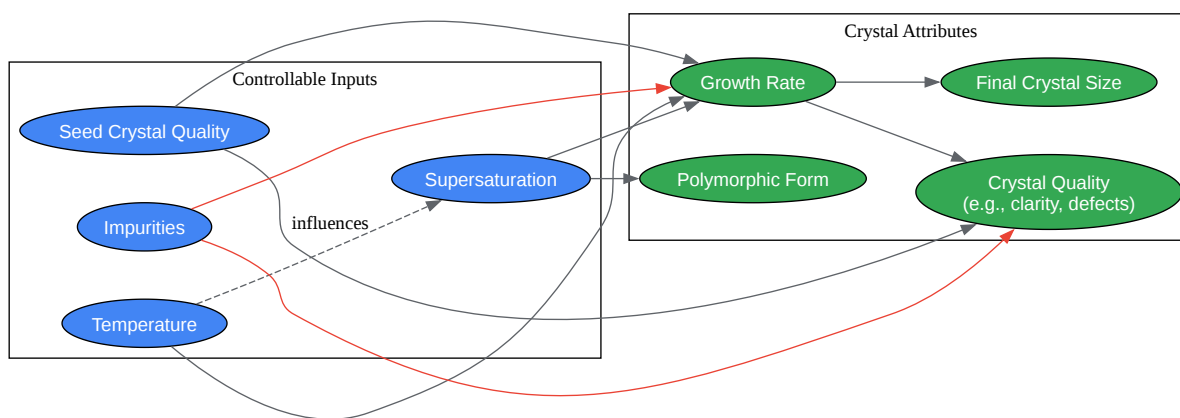 Crystal Attributes
Controllable Inputs
Growth Rate
Final Crystal Size
Seed Crystal Quality
Supersaturation
Polymorphic Form
Crystal Quality
(e.g., clarity, defects)
Impurities
influences
Temperature